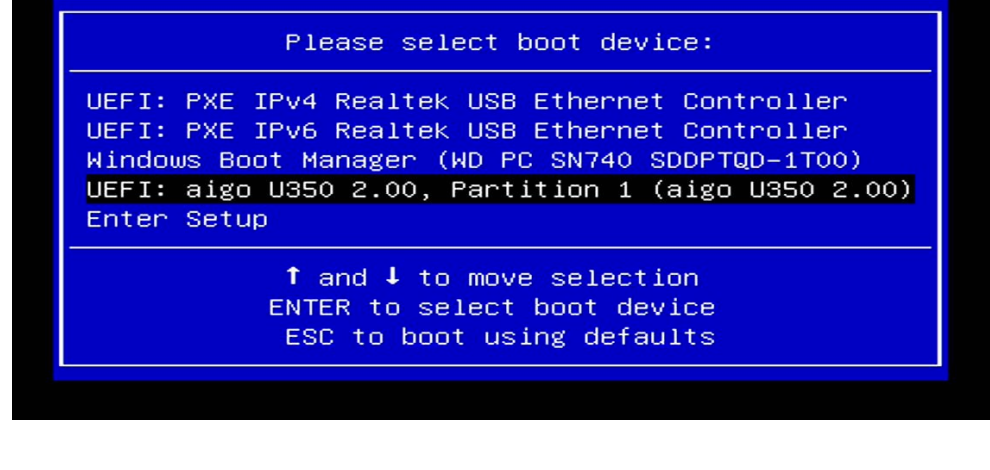 Please select boot device:
UEFI: PXE IPv4 Realtek USB Ethernet Controller
UEFI: PXE IPv6 Realtek USB Ethernet Controller
Windows Boot Manager (WD PC SN740 SDDPTQD-1T00)
UEFI: aigo U350 2.00, Partition 1 (aigo U350 2.00)
Enter Setup
↑ and ↓ to move selection
ENTER to select boot device
ESC to boot using defaults